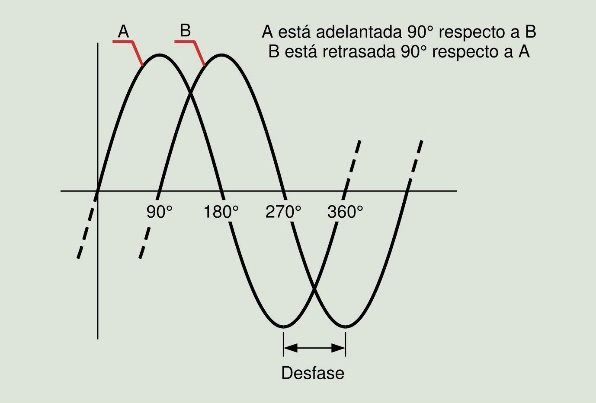 A
B
A está adelantada 90° respecto a B
B está retrasada 90° respecto a A
90°
180°
270°
360°
Desfase